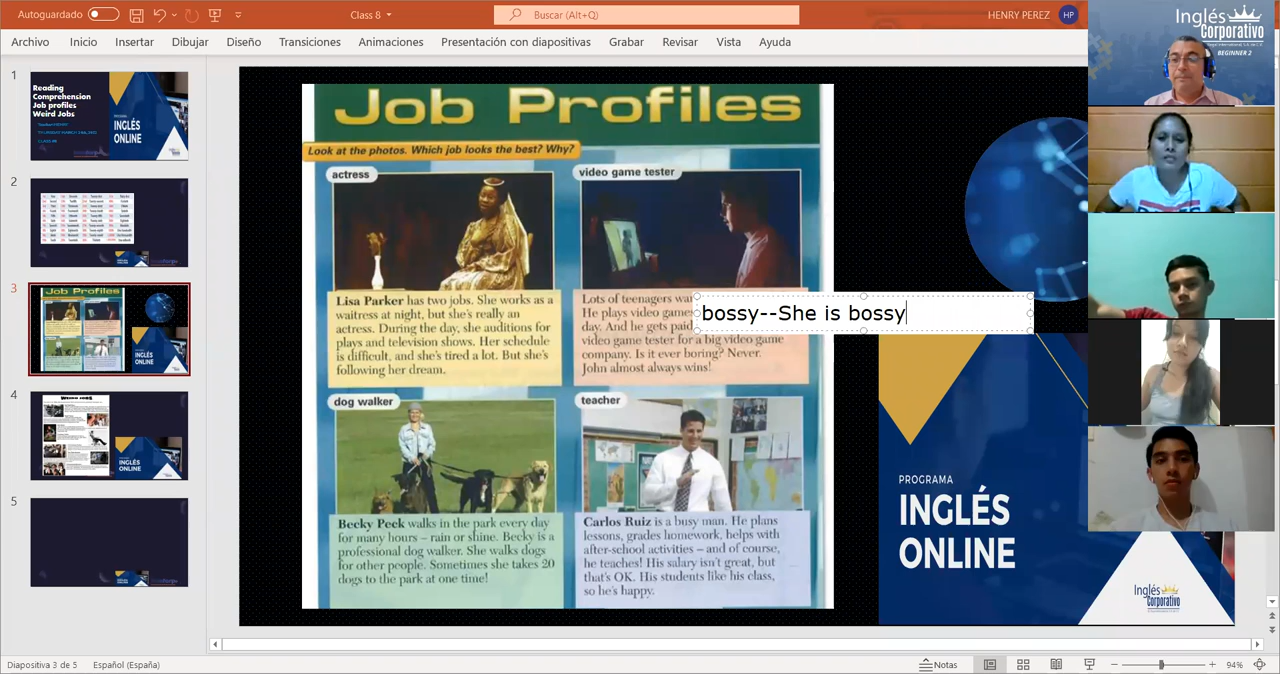 Autoguardado
Class 8
Buscar (Alt+Q)
HENRY PEREZ
HP
Archivo
Inicio
Insertar
Dibujar
Diseño
Transiciones
Animaciones
Presentación con diapositivas
Grabar
Revisar
Vista
Ayuda
1
Reading
Comprehension
Job profiles
Weird Jobs
INGLÉS
ONLINE
2
3
4
5
Job Profiles
Look at the photos. Which job looks the best? Why?
actress
Lisa Parker has two jobs. She works as a
waitress at night, but she's really an
actress. During the day, she auditions for
plays and television shows. Her schedule
is difficult, and she's tired a lot. But she's
following her dream.
video game tester
Lots of teenagers
He plays video games
day. And he gets paid
video game tester for a big video game
company. Is it ever boring? Never.
John almost always wins!
bossy--She is bossy
dog walker
Becky Peck walks in the park every day
for many hours – rain or shine. Becky is a
professional dog walker. She walks dogs
for other people. Sometimes she takes 20
dogs to the park at one time!
teacher
Carlos Ruiz is a busy man. He plans
lessons, grades homework, helps with
after-school activities – and of course,
he teaches! His salary isn't great, but
that's OK. His students like his class,
so he's happy.
PROGRAMA
INGLÉS
ONLINE
Inglés
Corporativo
Inglés
Corporativo
BEGINNER 2
Diapositiva 3 de 5
Español (España)
Notas
94%